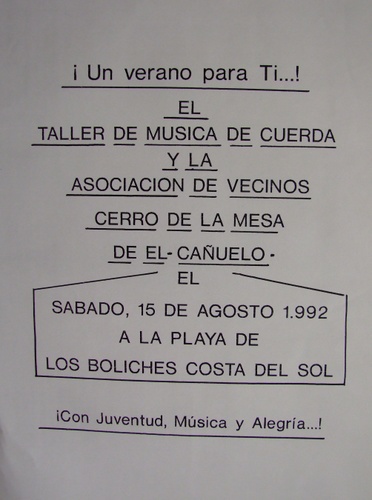 ¡ Un verano para Ti...!
EL
TALLER DE MUSICA DE CUERDA
Y LA
ASOCIACION DE VECINOS
CERRO DE LA MESA
DE EL - CAÑUELO -
EL
SABADO, 15 DE AGOSTO 1.992
A LA PLAYA DE
LOS BOLICHES COSTA DEL SOL
¡Con Juventud, Música y Alegría...!